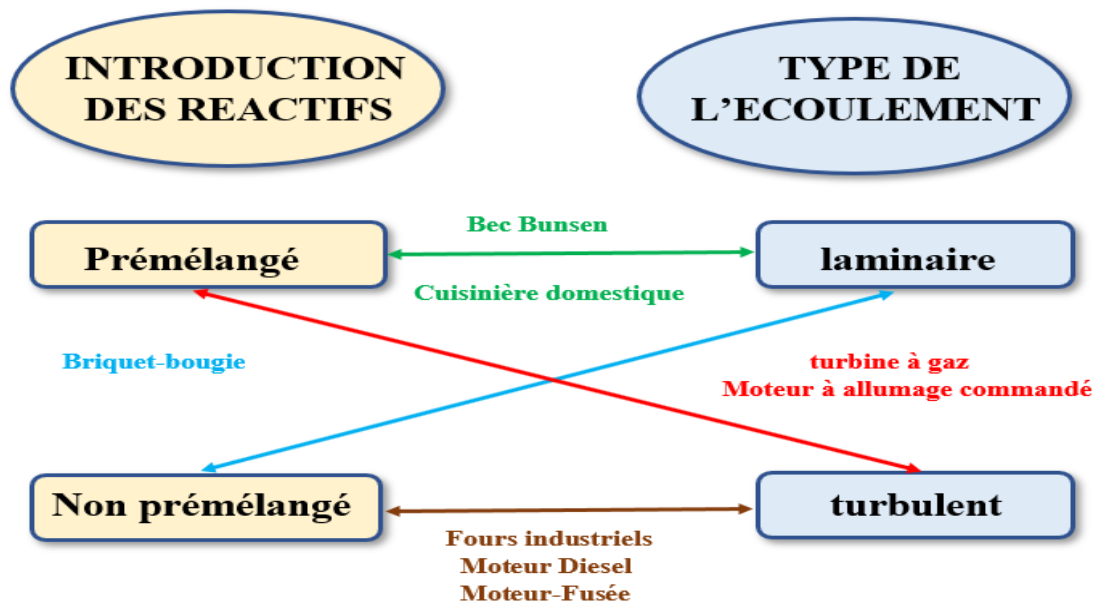 INTRODUCTION
DES REACTIFS
TYPE DE
L’ECOULEMENT
Bec Bunsen
Prémélangé
laminaire
Cuisinière domestique
Briquet-bougie
turbine à gaz
Moteur à allumage commandé
Non prémélangé
turbulent
Fours industriels
Moteur Diesel
Moteur-Fusée